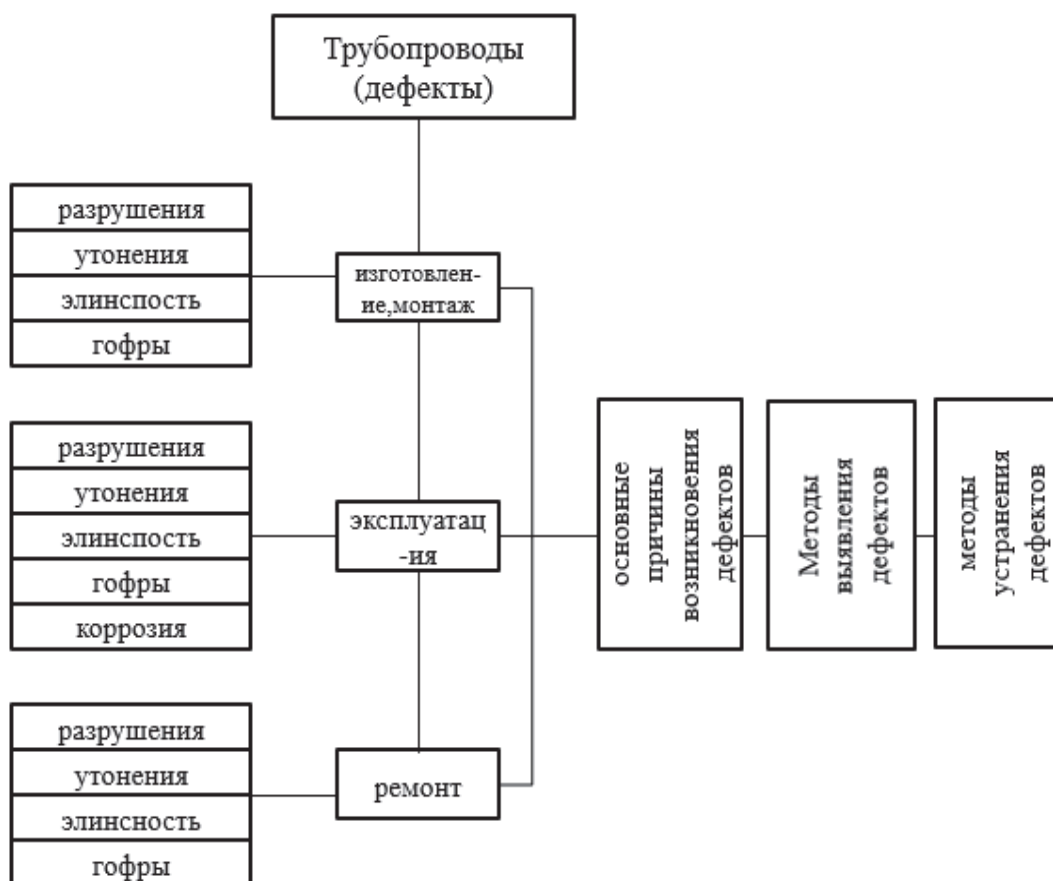 Трубопроводы
(дефекты)
разрушения
утонения
элинспость
гофры
изготовлен-
ие,монтаж
разрушения
утонения
элинспость
гофры
коррозия
эксплуатац
-ия
основные
причины
возникновения
дефектов
Методы
выявления
дефектов
методы
устранения
дефектов
разрушения
утонения
элинсность
гофры
ремонт